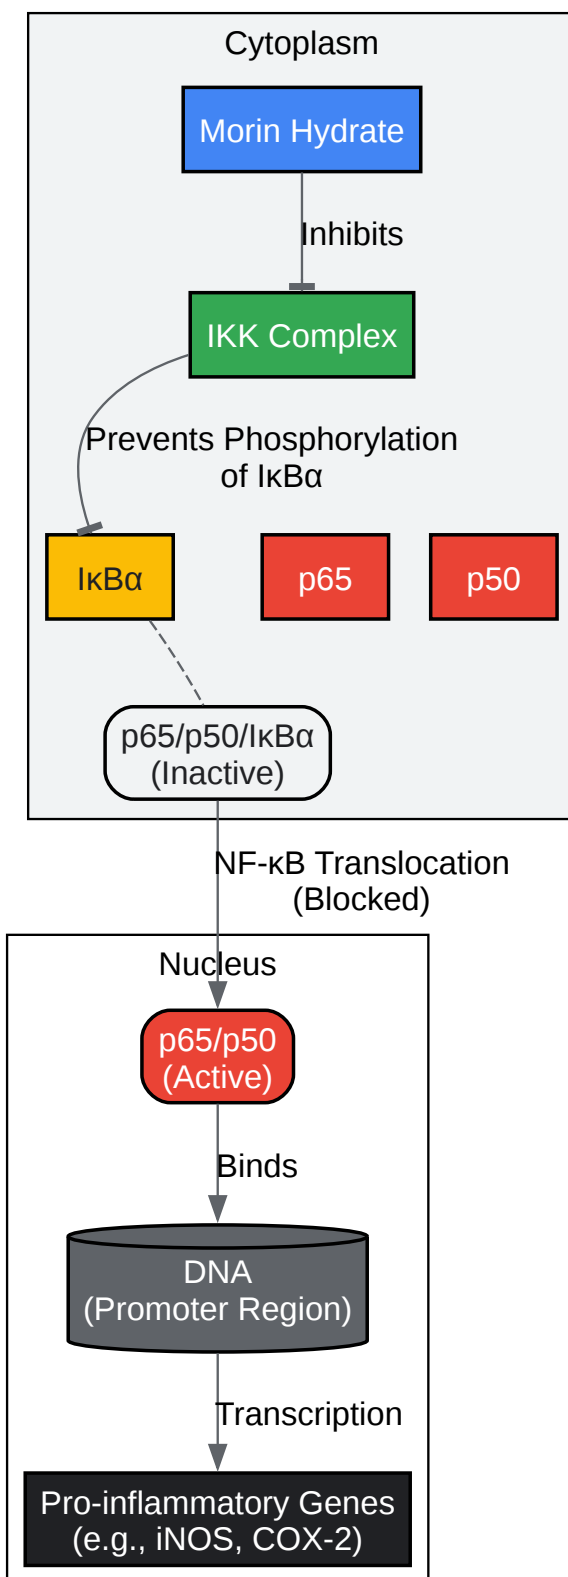 Cytoplasm
Morin Hydrate
Inhibits
IKK Complex
Prevents Phosphorylation
of IκBα
IκBα
p65
p50
p65/p50/IκBα
(Inactive)
NF-κB Translocation
(Blocked)
Nucleus
p65/p50
(Active)
Binds
DNA
(Promoter Region)
Transcription
Pro-inflammatory Genes
(e.g., iNOS, COX-2)